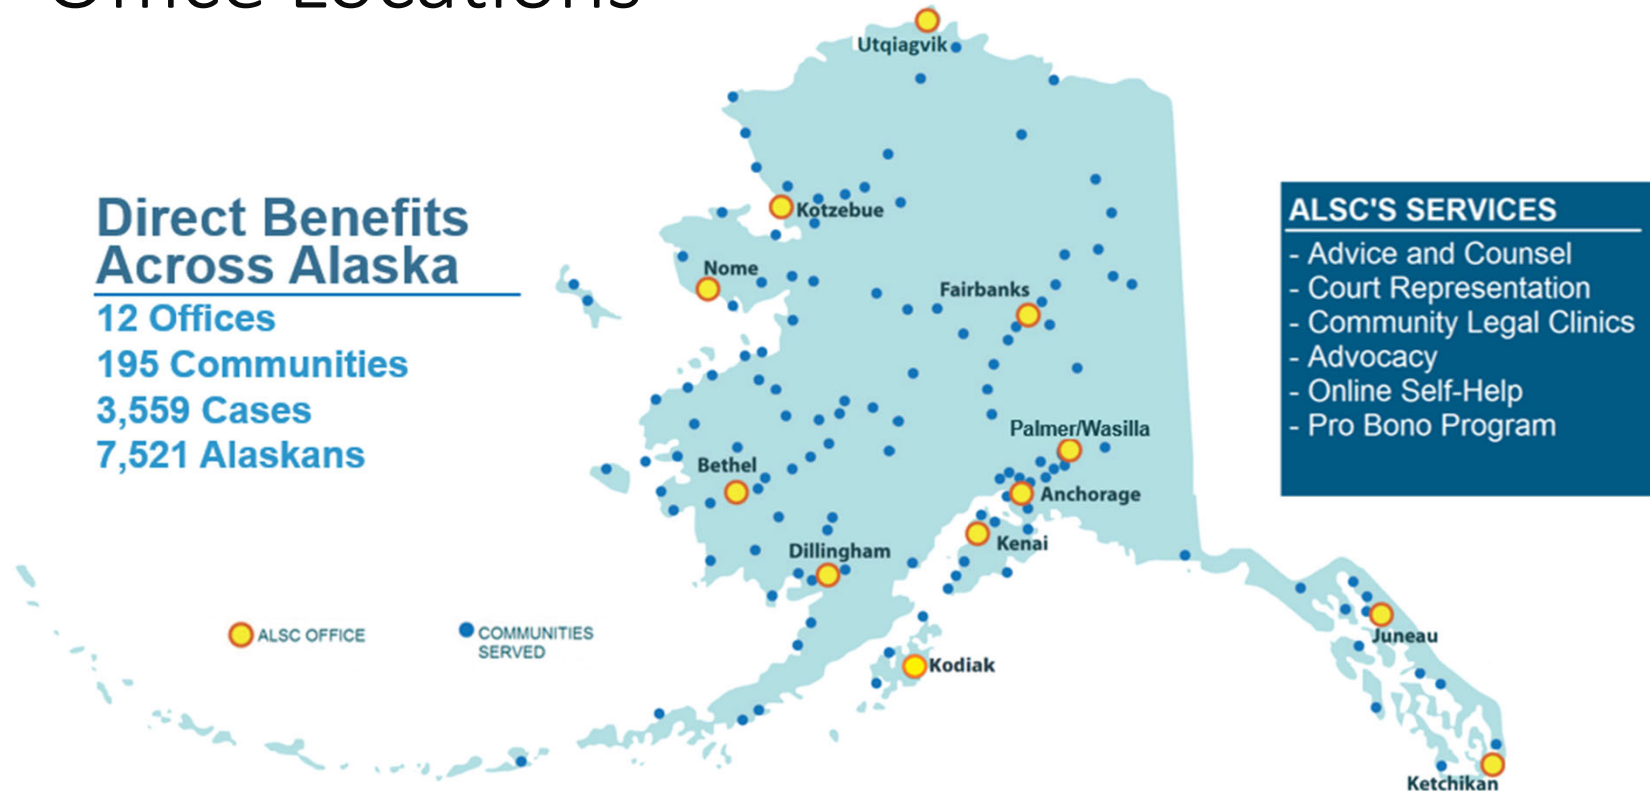 Office Locations
Utqiagvik
Kotzebue
Nome
Fairbanks
Palmer/Wasilla
Bethel
Anchorage
Kenai
Dillingham
Kodiak
Juneau
Ketchikan
Direct Benefits
Across Alaska
12 Offices
195 Communities
3,559 Cases
7,521 Alaskans
ALSC OFFICE
COMMUNITIES
SERVED
ALSC'S SERVICES
- Advice and Counsel
- Court Representation
- Community Legal Clinics
- Advocacy
- Online Self-Help
- Pro Bono Program